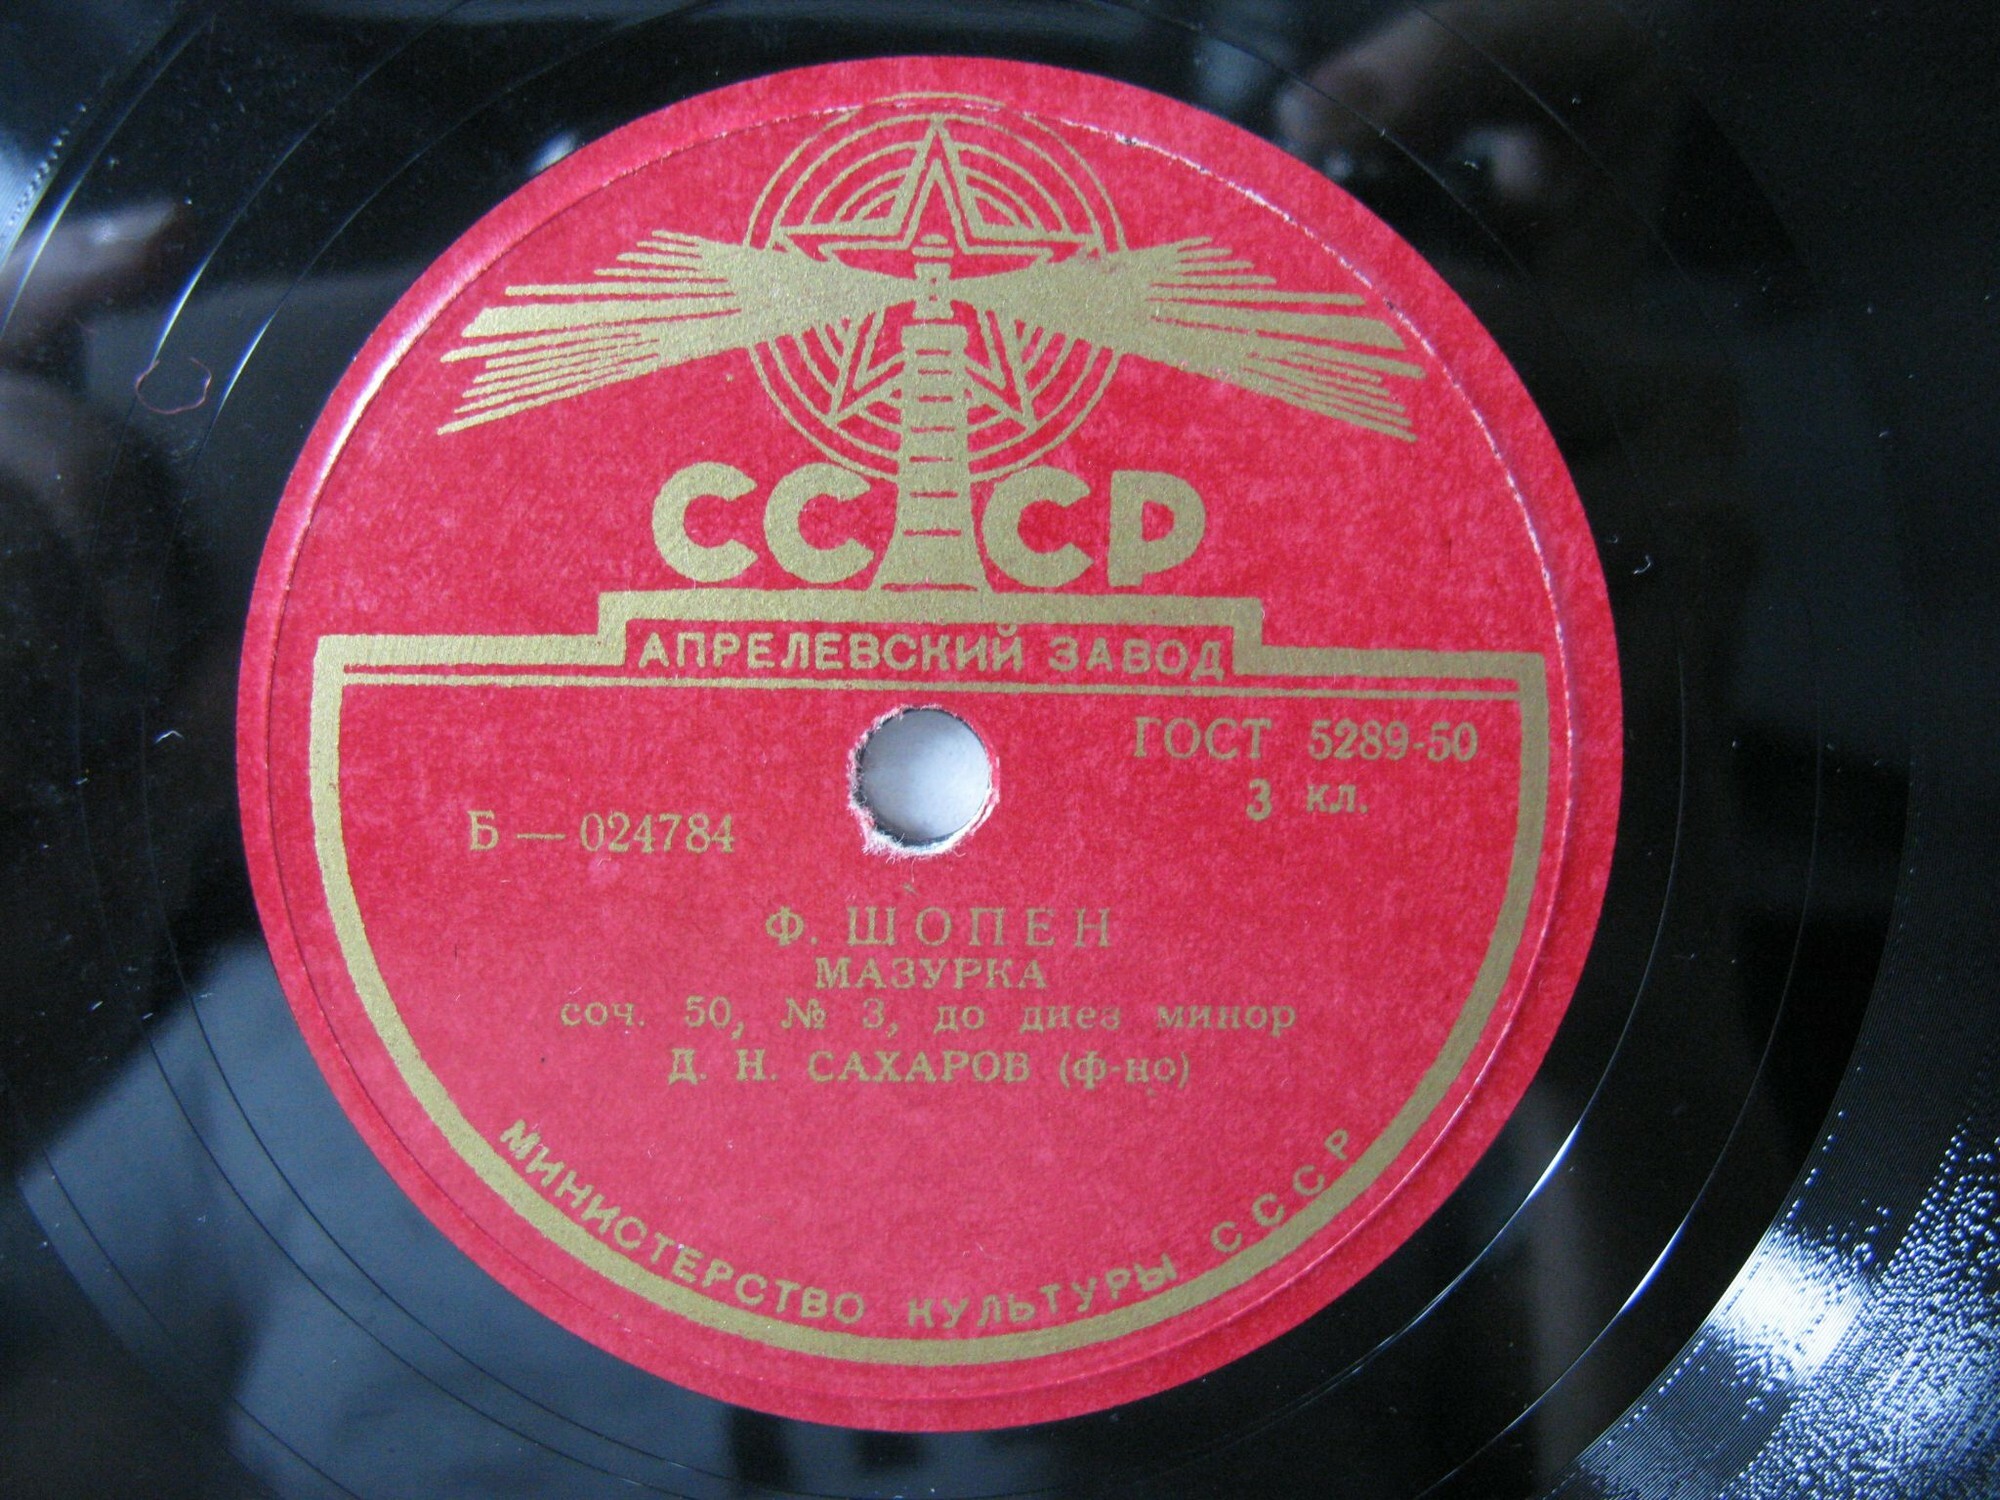 СССР
АПРЕЛЕВСКИЙ ЗАВОД
ГОСТ 5289-50
3 кл.
Б — 024784
Ф. ШОПЕН
МАЗУРКА
соч. 50, № 3, до диез минор
Д. Н. САХАРОВ (ф-но)
МИНИСТЕРСТВО КУЛЬТУРЫ СССР